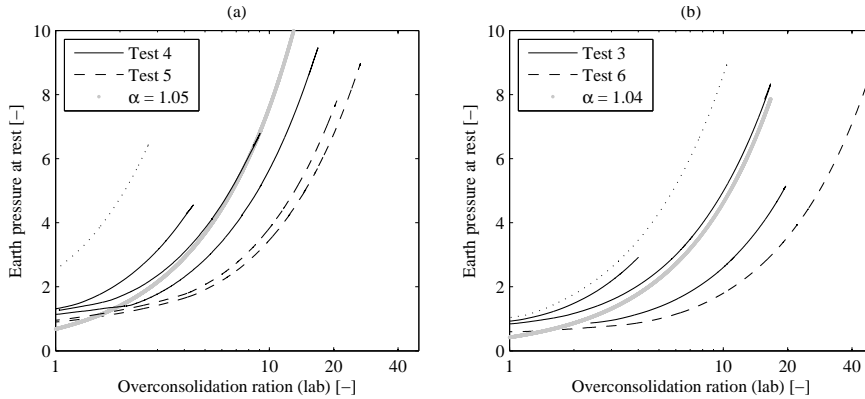 (a)
10
8
6
4
2
0
Earth pressure at rest [−]
Test 4
Test 5
α = 1.05
1
10
20
40
Overconsolidation ration (lab) [−]
(b)
10
8
6
4
2
0
Earth pressure at rest [−]
Test 3
Test 6
α = 1.04
1
10
20
40
Overconsolidation ration (lab) [−]